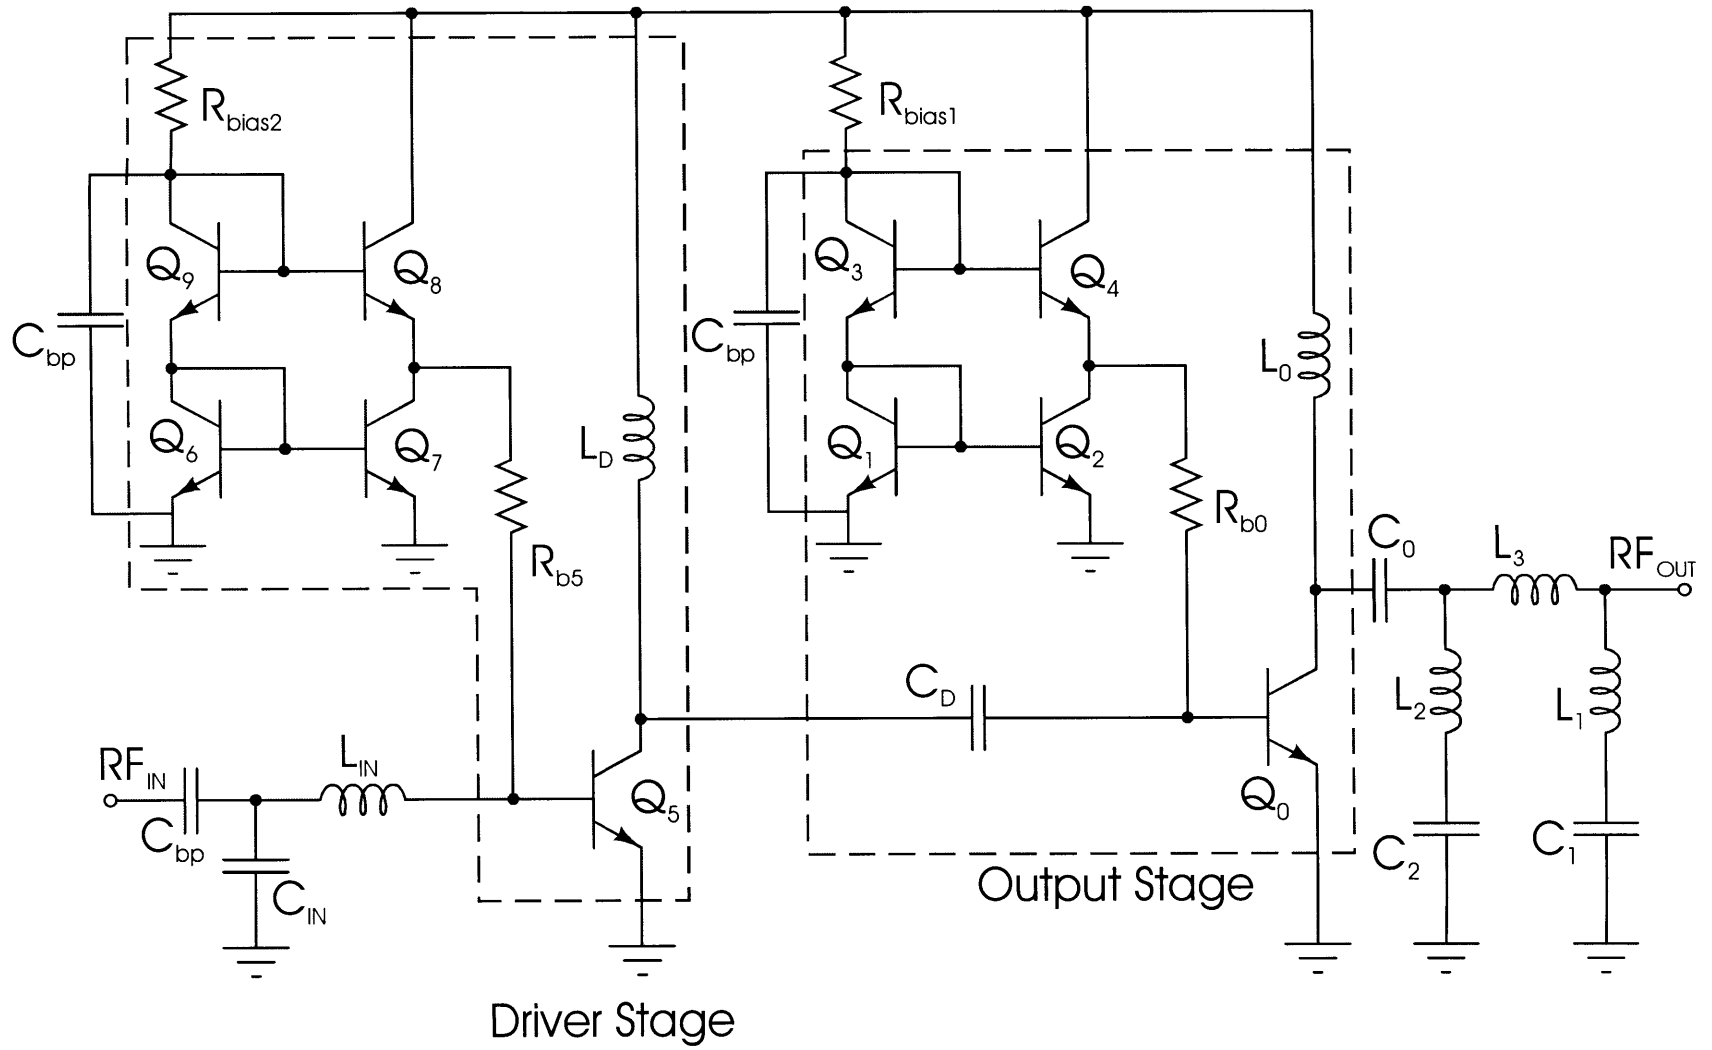 R_bias2
R_bias1
Q_9
Q_8
Q_3
Q_4
C_bp
C_bp
L_0
Q_6
Q_7
L_D
Q_1
Q_2
R_b5
R_b0
C_0
L_3
RF_OUT
C_D
L_2
L_1
RF_IN
L_IN
Q_5
Q_0
C_bp
C_IN
C_2
C_1
Output Stage
Driver Stage